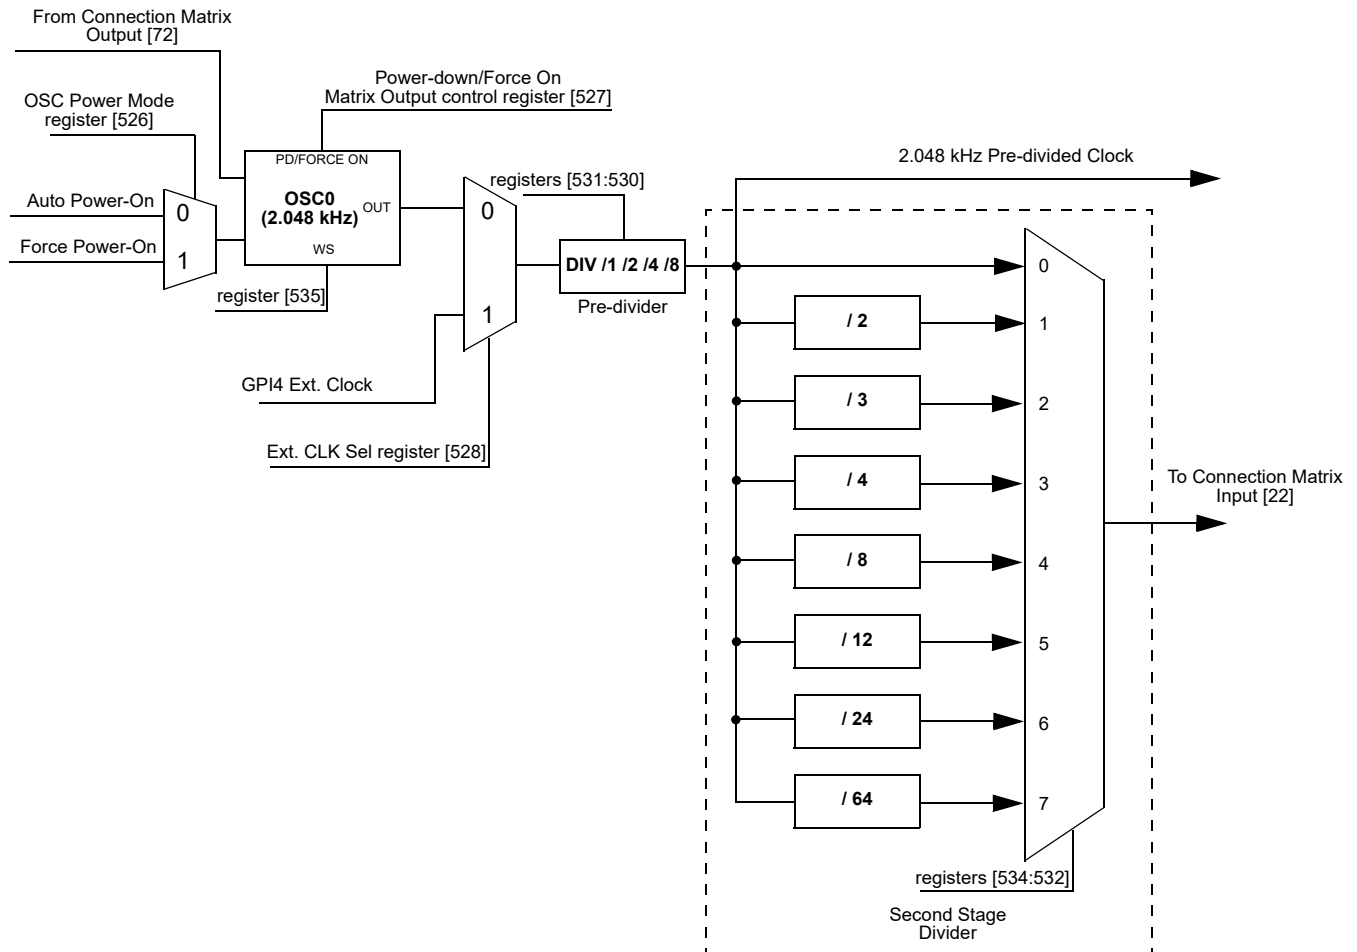 From Connection Matrix
Output [72]
Power-down/Force On
Matrix Output control register [527]
OSC Power Mode
register [526]
PD/FORCE ON
2.048 kHz Pre-divided Clock
registers [531:530]
Auto Power-On
0
OSC0
(2.048 kHz)
OUT
0
Force Power-On
1
WS
DIV /1 /2 /4 /8
0
register [535]
Pre-divider
1
/ 2
1
GPI4 Ext. Clock
/ 3
2
Ext. CLK Sel register [528]
/ 4
3
To Connection Matrix
Input [22]
/ 8
4
/ 12
5
/ 24
6
/ 64
7
registers [534:532]
Second Stage
Divider